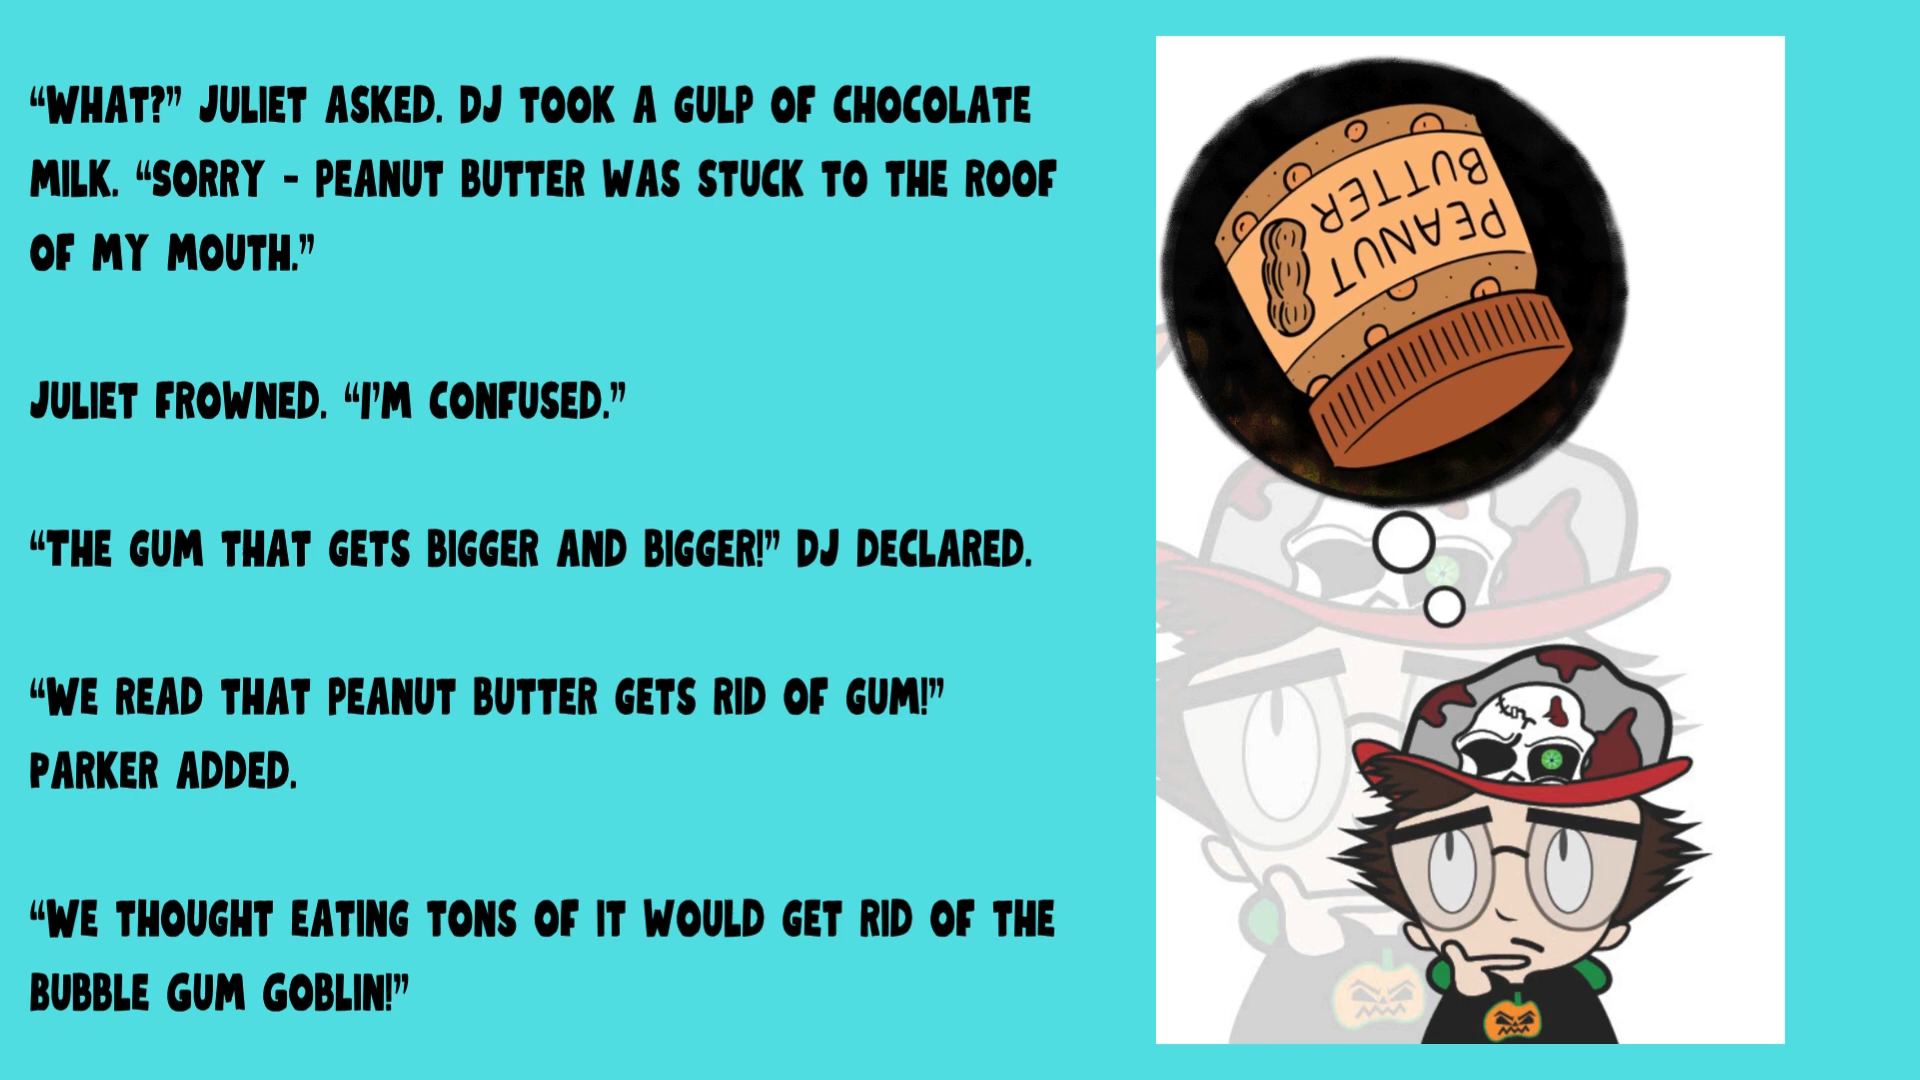 “WHAT?” JULIET ASKED. DJ TOOK A GULP OF CHOCOLATE
MILK. “SORRY - PEANUT BUTTER WAS STUCK TO THE ROOF
OF MY MOUTH.”
JULIET FROWNED. “I’M CONFUSED.”
“THE GUM THAT GETS BIGGER AND BIGGER!” DJ DECLARED.
“WE READ THAT PEANUT BUTTER GETS RID OF GUM!”
PARKER ADDED.
“WE THOUGHT EATING TONS OF IT WOULD GET RID OF THE
BUBBLE GUM GOBLIN!”
PEANUT
BUTTER